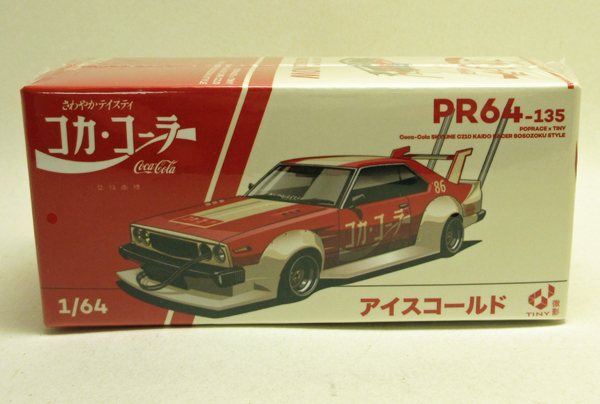 さわやかテイスティ
コカ・コーラ
Coca-Cola
1/64
PR64-135
POPRACE x TINY
Coca-Cola SKYLINE C210 KAIDO RACER BOSOZOKU STYLE
86
コカ・コーラ
アイスコールド
TINY
微影